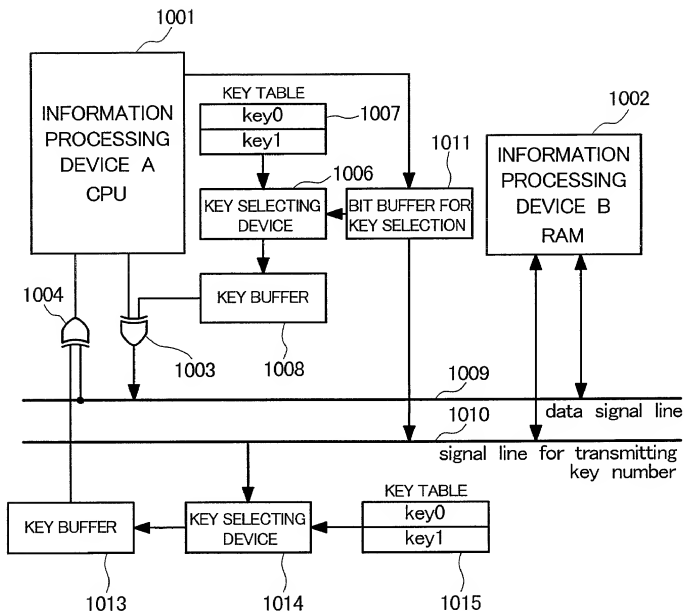 1001
INFORMATION
PROCESSING
DEVICE A
CPU
KEY TABLE
key0
key1
1007
1006
KEY SELECTING
DEVICE
1011
BIT BUFFER FOR
KEY SELECTION
1002
INFORMATION
PROCESSING
DEVICE B
RAM
KEY BUFFER
1004
1003
1008
1009
data signal line
1010
signal line for transmitting
key number
KEY BUFFER
KEY SELECTING
DEVICE
KEY TABLE
key0
key1
1013
1014
1015